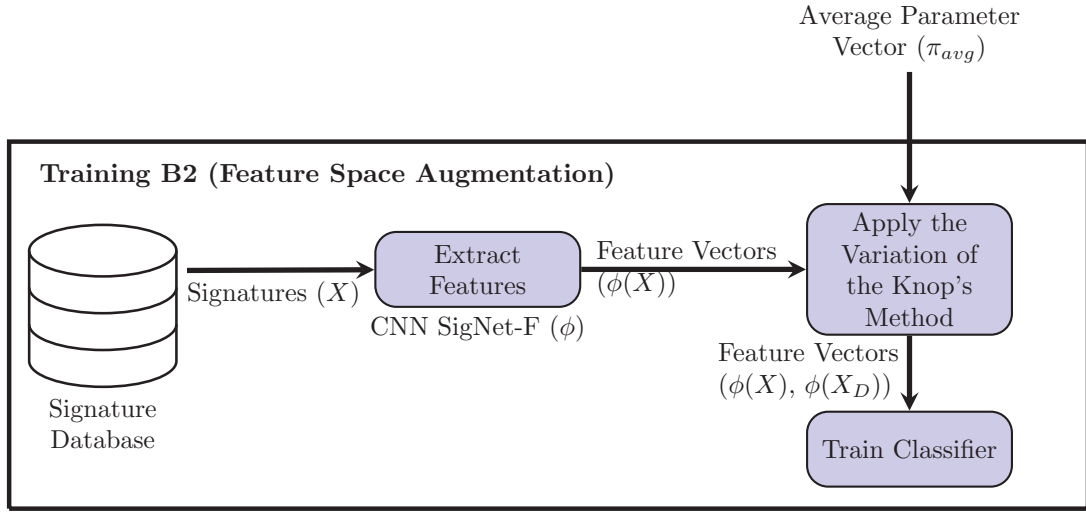 Average Parameter
Vector (π_avg)
Training B2 (Feature Space Augmentation)
Signature
Database
Signatures (X)
Extract
Features
CNN SigNet-F (ϕ)
Feature Vectors
(ϕ(X))
Apply the
Variation of
the Knop's
Method
Feature Vectors
(ϕ(X), ϕ(X_D))
Train Classifier